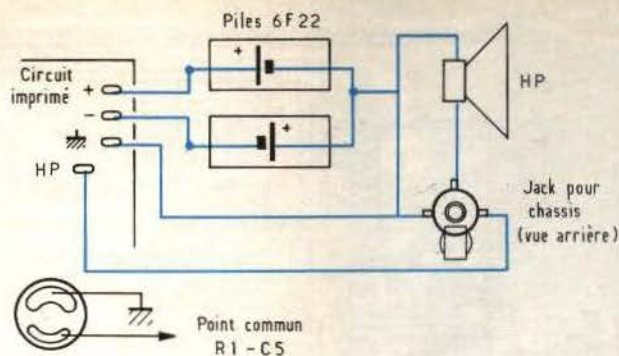 Piles 6F22
Circuit
imprimé
+
-
HP
+
+
HP
Jack pour
chassis
(vue arrière)
Point commun
R1 - C5